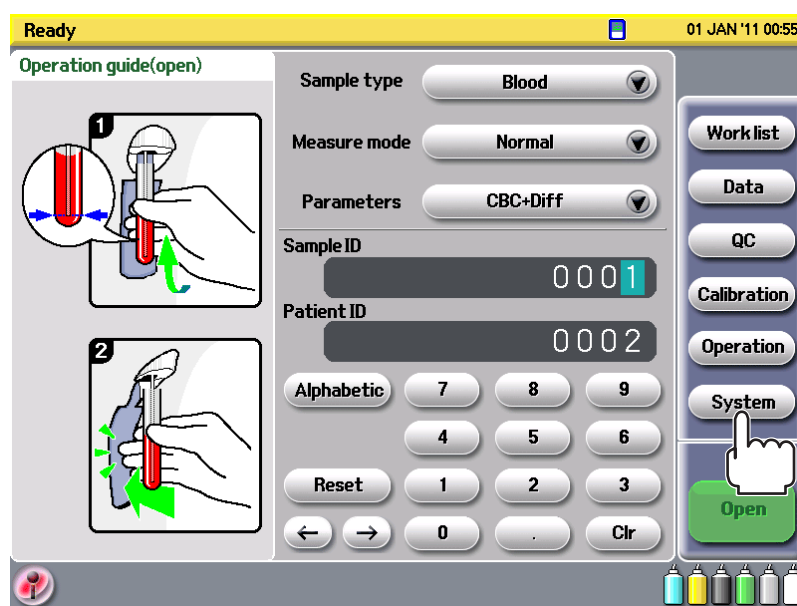 Ready
01 JAN '11 00:55
Operation guide(open)
1
2
Sample type
Blood
Measure mode
Normal
Parameters
CBC+Diff
Sample ID
0001
Patient ID
0002
Alphabetic 7 8 9
4 5 6
Reset 1 2 3
← → 0 . Clr
Work list
Data
QC
Calibration
Operation
System
Open